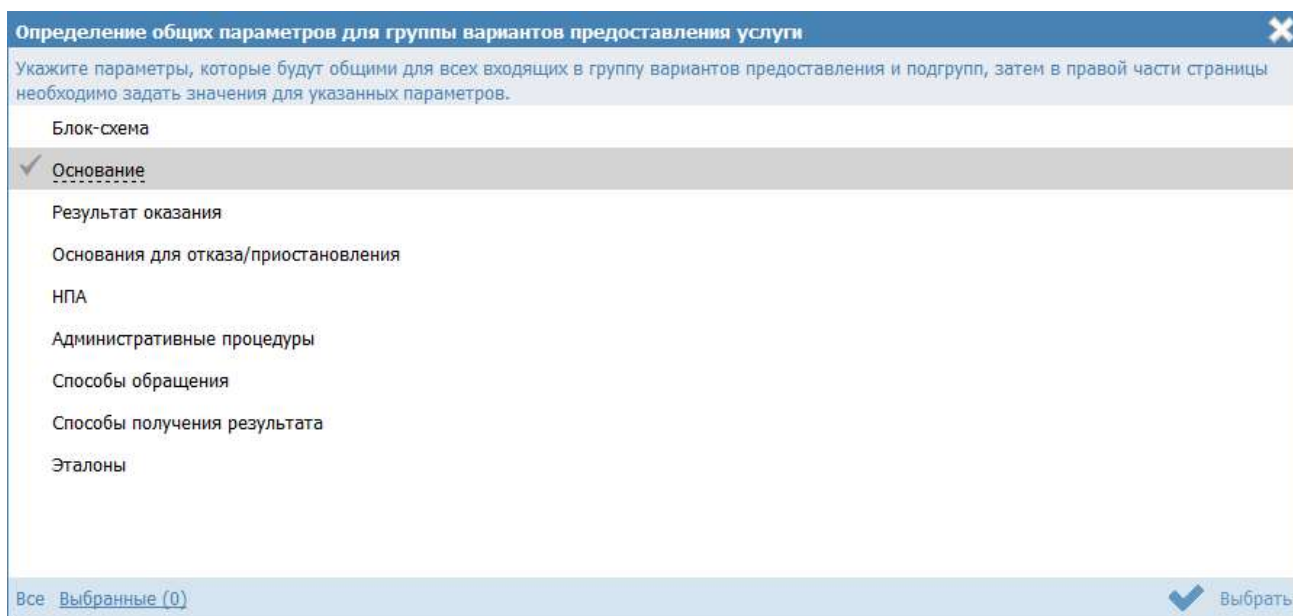 Определение общих параметров для группы вариантов предоставления услуги
Укажите параметры, которые будут общими для всех входящих в группу вариантов предоставления и подгрупп, затем в правой части страницы
необходимо задать значения для указанных параметров.
Блок-схема
Основание
Результат оказания
Основания для отказа/приостановления
НПА
Административные процедуры
Способы обращения
Способы получения результата
Эталоны
Все Выбранные (0) Выбрать